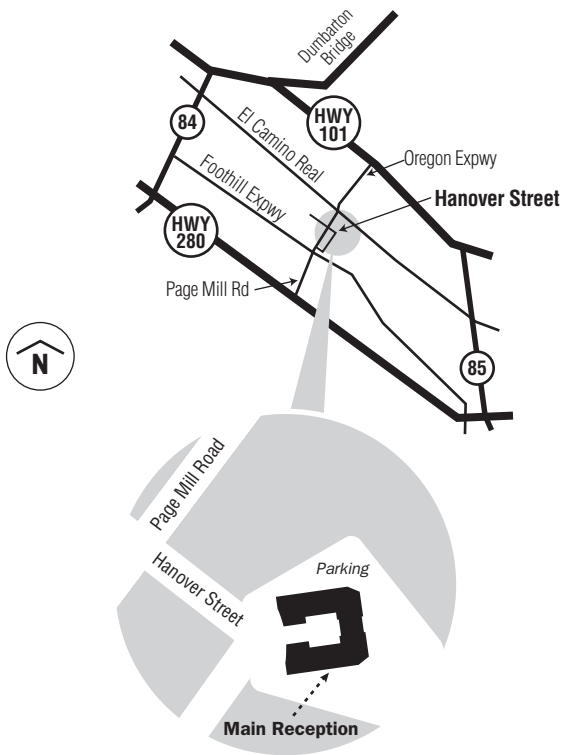 Dumbarton
Bridge
84
HWY
101
El Camino Real
Oregon Expwy
Foothill Expwy
Hanover Street
HWY
280
Page Mill Rd
N
85
Page Mill Road
Hanover Street
Parking
Main Reception